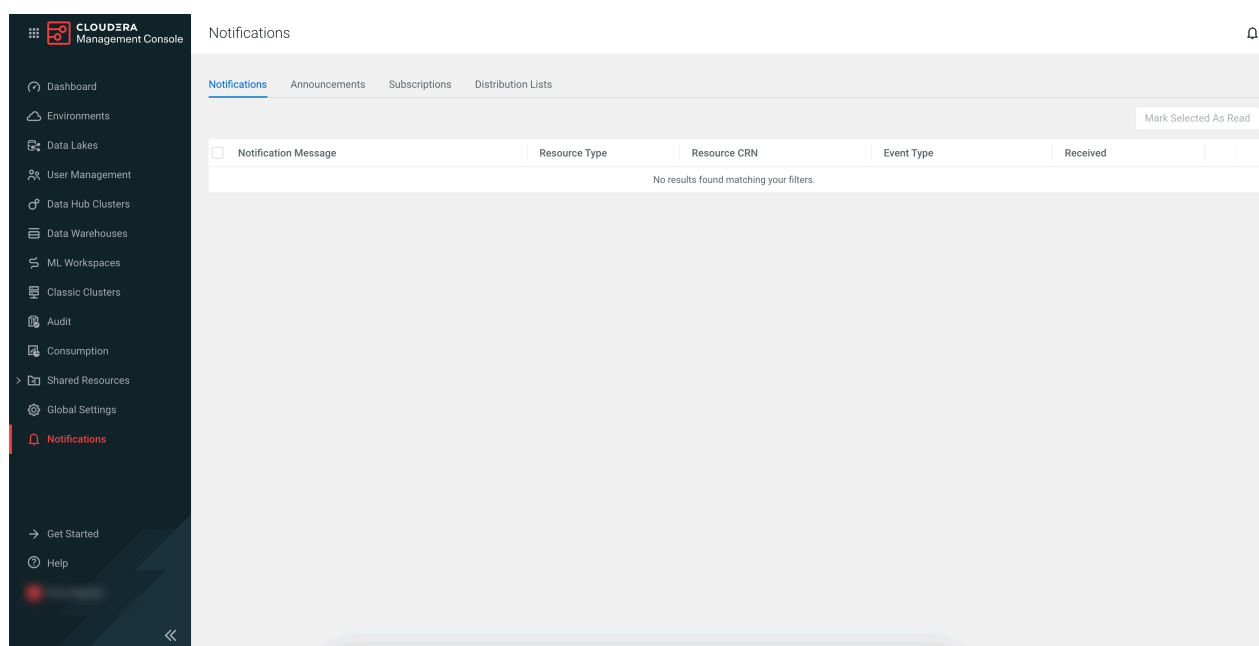 CLOUDERA
Management Console
Dashboard
Environments
Data Lakes
User Management
Data Hub Clusters
Data Warehouses
ML Workspaces
Classic Clusters
Audit
Consumption
Shared Resources
Global Settings
Notifications
Get Started
Help
Notifications
Notifications Announcements Subscriptions Distribution Lists
Mark Selected As Read
Notification Message Resource Type Resource CRN Event Type Received
No results found matching your filters.